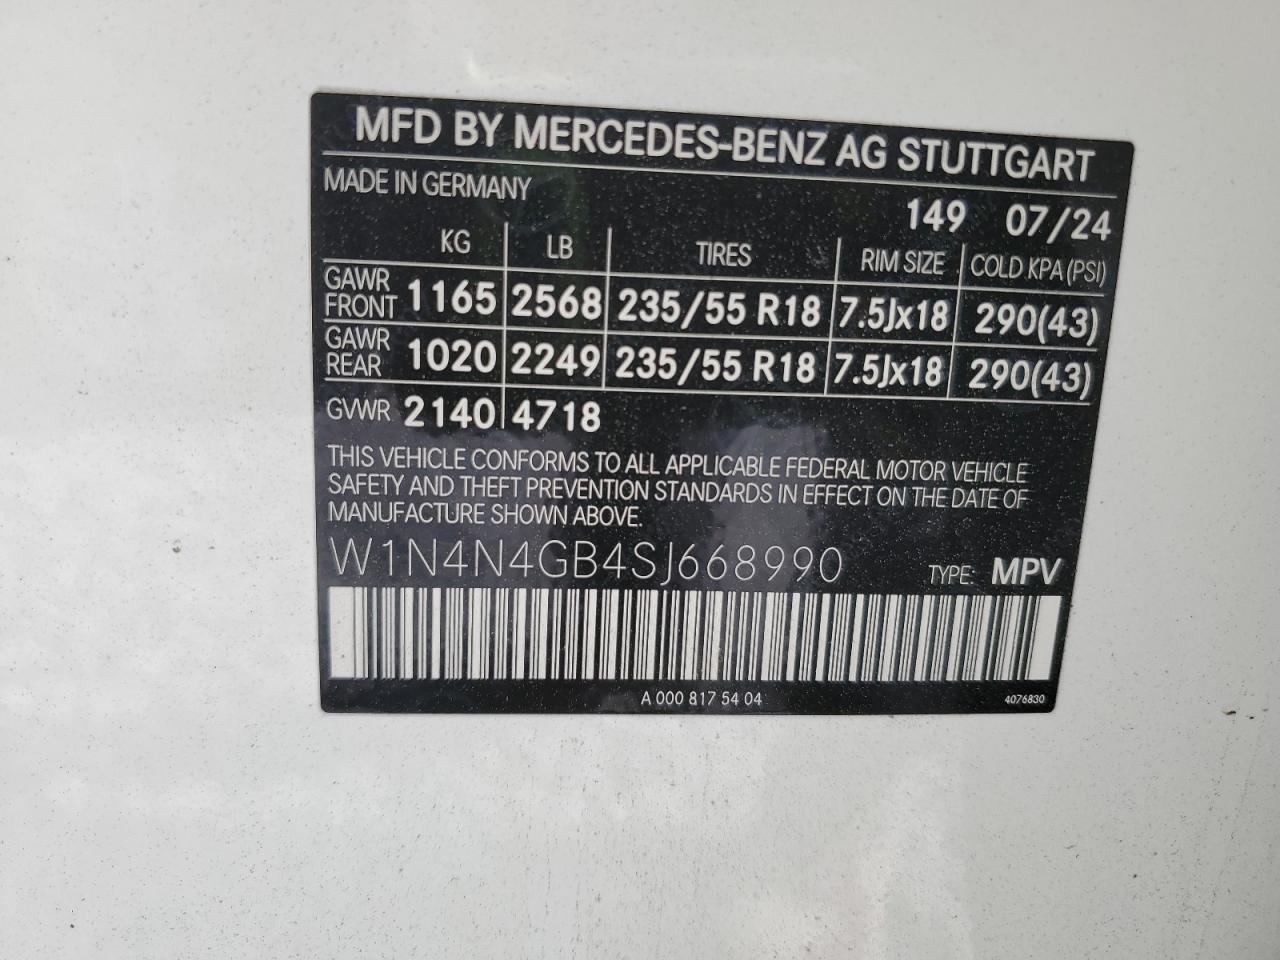 MFD BY MERCEDES-BENZ AG STUTTGART
MADE IN GERMANY
149 07/24
KG LB TIRES RIM SIZE COLD KPA (PSI)
GAWR FRONT 1165 2568 235/55 R18 7.5Jx18 290(43)
GAWR REAR 1020 2249 235/55 R18 7.5Jx18 290(43)
GVWR 2140 4718
THIS VEHICLE CONFORMS TO ALL APPLICABLE FEDERAL MOTOR VEHICLE
SAFETY AND THEFT PREVENTION STANDARDS IN EFFECT ON THE DATE OF
MANUFACTURE SHOWN ABOVE.
W1N4N4GB4SJ668990 TYPE: MPV
A 000 817 54 04 4076830